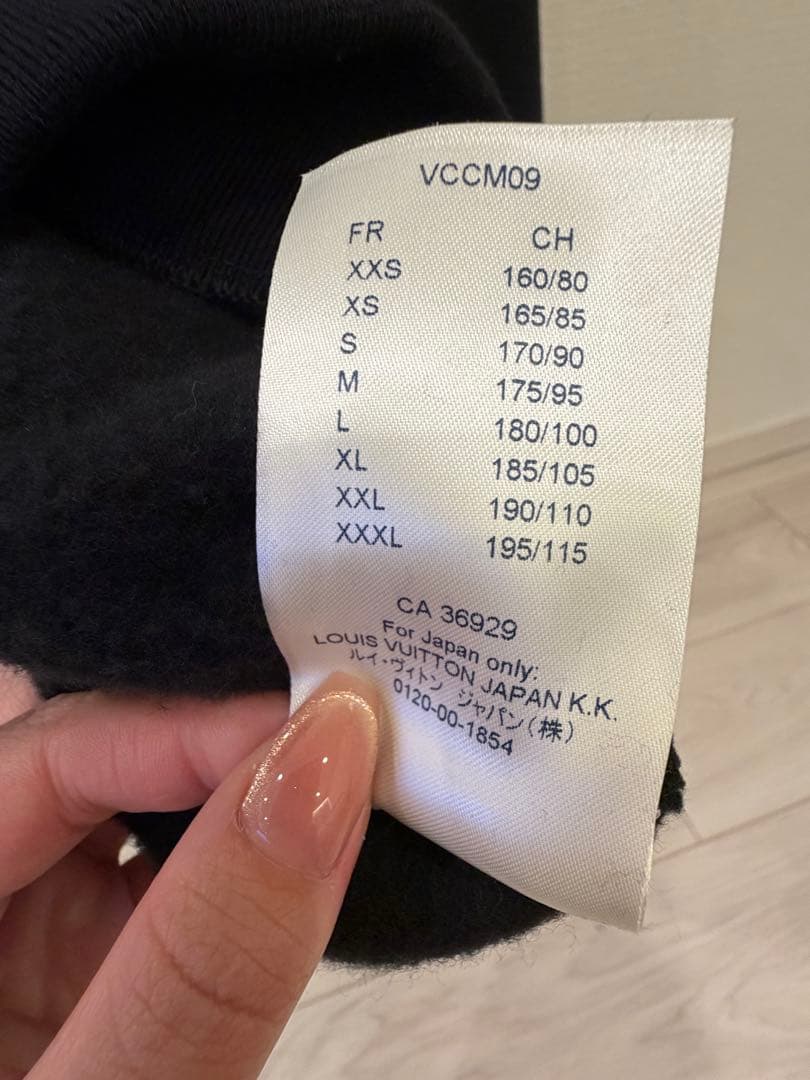 VCCM09
FR CH
XXS 160/80
XS 165/85
S 170/90
M 175/95
L 180/100
XL 185/105
XXL 190/110
XXXL 195/115
CA 36929
For Japan only:
LOUIS VUITTON JAPAN K.K.
ルイ・ヴィトン ジャパン(株)
0120-00-1854